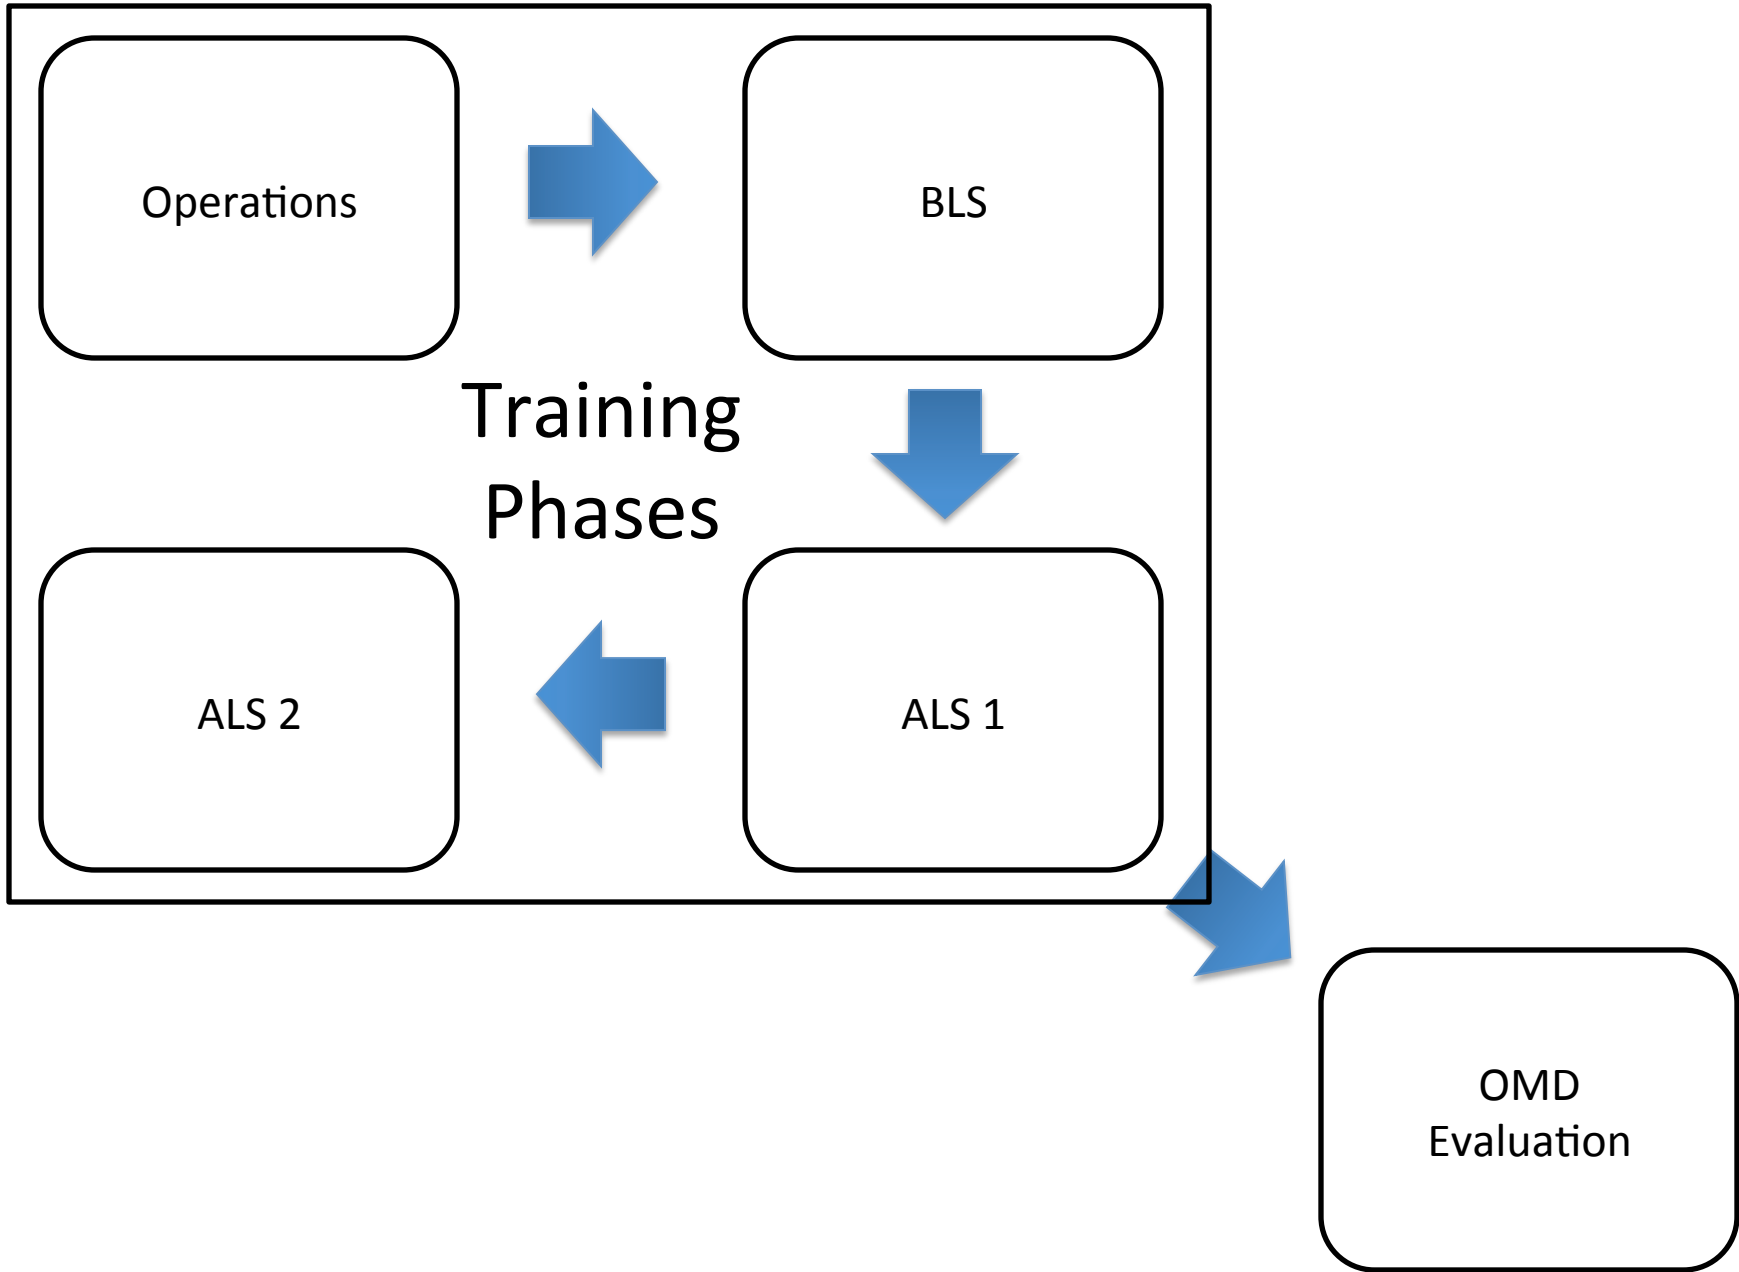 Operations
BLS
Training
Phases
ALS 2
ALS 1
OMD
Evaluation